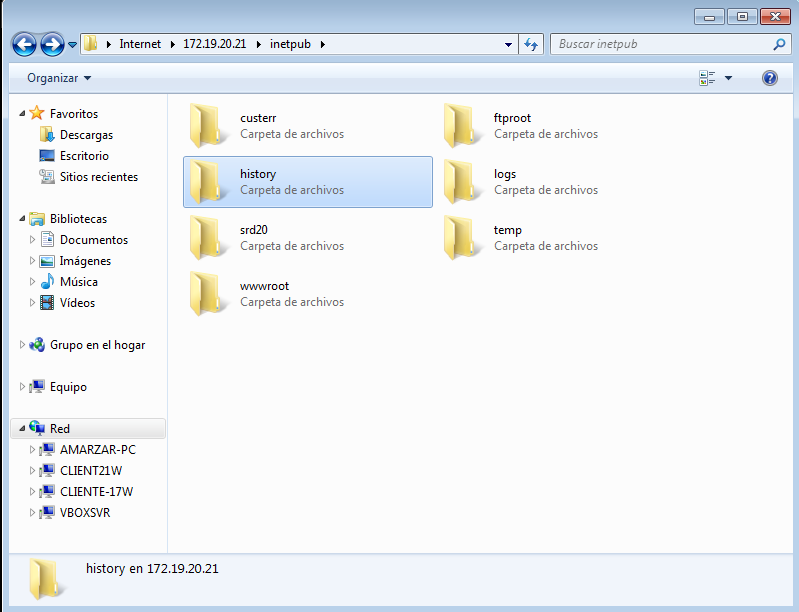 Internet 172.19.20.21 inetpub
Buscar inetpub
Organizar
Favoritos
Descargas
Escritorio
Sitios recientes
Bibliotecas
Documentos
Imágenes
Música
Vídeos
Grupo en el hogar
Equipo
Red
AMARZAR-PC
CLIENT21W
CLIENTE-17W
VBOXSVR
custerr
Carpeta de archivos
ftproot
Carpeta de archivos
history
Carpeta de archivos
logs
Carpeta de archivos
srd20
Carpeta de archivos
temp
Carpeta de archivos
wwwroot
Carpeta de archivos
history en 172.19.20.21